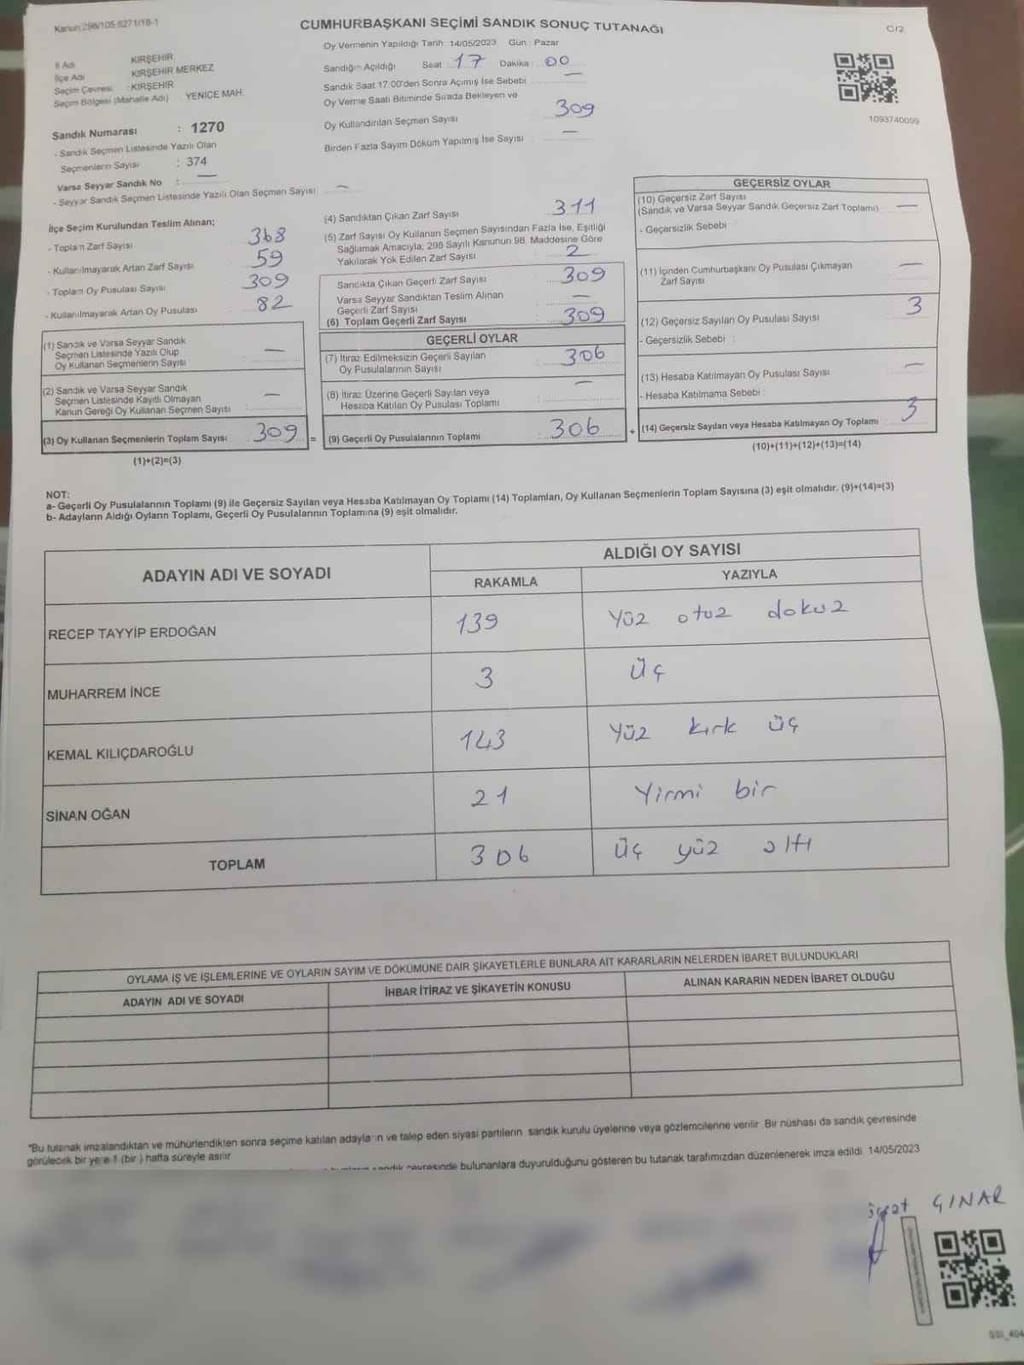 Kanun:298/105-6271/18-1
CUMHURBAŞKANI SEÇİMİ SANDIK SONUÇ TUTANAĞI
C/2
Oy Vermenin Yapıldığı Tarih: 14/05/2023 Gün: Pazar
İl Adı : KIRŞEHİR
İlçe Adı : KIRŞEHİR MERKEZ
Seçim Çevresi : KIRŞEHİR
Seçim Bölgesi (Mahalle Adı) : YENİCE MAH.
Sandığın Açıldığı Saat : 17 Dakika : 00
Sandık Saat 17:00'den Sonra Açılmış İse Sebebi : —
Oy Verme Saati Bitiminde Sırada Bekleyen ve
Oy Kullandırılan Seçmen Sayısı : 309
Birden Fazla Sayım Döküm Yapılmış İse Sayısı : —
1093740099
Sandık Numarası : 1270
- Sandık Seçmen Listesinde Yazılı Olan
Seçmenlerin Sayısı : 374
Varsa Seyyar Sandık No : —
- Seyyar Sandık Seçmen Listesinde Yazılı Olan Seçmen Sayısı : —
İlçe Seçim Kurulundan Teslim Alınan;
- Toplam Zarf Sayısı : 368
- Kullanılmayarak Artan Zarf Sayısı : 59
- Toplam Oy Pusulası Sayısı : 309
- Kullanılmayarak Artan Oy Pusulası : 82
(1) Sandık ve Varsa Seyyar Sandık
Seçmen Listesinde Yazılı Olup
Oy Kullanan Seçmenlerin Sayısı : —
(2) Sandık ve Varsa Seyyar Sandık
Seçmen Listesinde Kayıtlı Olmayan
Kanun Gereği Oy Kullanan Seçmen Sayısı : —
(3) Oy Kullanan Seçmenlerin Toplam Sayısı : 309 =
(1)+(2)=(3)
(4) Sandıktan Çıkan Zarf Sayısı : 311
(5) Zarf Sayısı Oy Kullanan Seçmen Sayısından Fazla İse, Eşitliği
Sağlamak Amacıyla, 298 Sayılı Kanunun 98. Maddesine Göre
Yakılarak Yok Edilen Zarf Sayısı : 2
Sandıkta Çıkan Geçerli Zarf Sayısı : 309
Varsa Seyyar Sandıktan Teslim Alınan
Geçerli Zarf Sayısı : —
(6) Toplam Geçerli Zarf Sayısı : 309
GEÇERLİ OYLAR
(7) İtiraz Edilmeksizin Geçerli Sayılan
Oy Pusulalarının Sayısı : 306
(8) İtiraz Üzerine Geçerli Sayılan veya
Hesaba Katılan Oy Pusulası Toplamı : —
(9) Geçerli Oy Pusulalarının Toplamı : 306 +
GEÇERSİZ OYLAR
(10) Geçersiz Zarf Sayısı
(Sandık ve Varsa Seyyar Sandık Geçersiz Zarf Toplamı) : —
- Geçersizlik Sebebi :
(11) İçinden Cumhurbaşkanı Oy Pusulası Çıkmayan
Zarf Sayısı : —
(12) Geçersiz Sayılan Oy Pusulası Sayısı : 3
- Geçersizlik Sebebi :
(13) Hesaba Katılmayan Oy Pusulası Sayısı : —
- Hesaba Katılmama Sebebi :
(14) Geçersiz Sayılan veya Hesaba Katılmayan Oy Toplamı : 3
(10)+(11)+(12)+(13)=(14)
NOT:
a- Geçerli Oy Pusulalarının Toplamı (9) ile Geçersiz Sayılan veya Hesaba Katılmayan Oy Toplamı (14) Toplamları, Oy Kullanan Seçmenlerin Toplam Sayısına (3) eşit olmalıdır. (9)+(14)=(3)
b- Adayların Aldığı Oyların Toplamı, Geçerli Oy Pusulalarının Toplamına (9) eşit olmalıdır.
ADAYIN ADI VE SOYADI
ALDIĞI OY SAYISI
RAKAMLA YAZIYLA
RECEP TAYYİP ERDOĞAN 139 Yüz otuz dokuz
MUHARREM İNCE 3 Üç
KEMAL KILIÇDAROĞLU 143 Yüz kırk üç
SİNAN OĞAN 21 Yirmi bir
TOPLAM 306 Üç yüz altı
OYLAMA İŞ VE İŞLEMLERİNE VE OYLARIN SAYIM VE DÖKÜMÜNE DAİR ŞİKAYETLERLE BUNLARA AİT KARARLARIN NELERDEN İBARET BULUNDUKLARI
ADAYIN ADI VE SOYADI İHBAR İTİRAZ VE ŞİKAYETİN KONUSU ALINAN KARARIN NEDEN İBARET OLDUĞU
"Bu tutanak imzalandıktan ve mühürlendikten sonra seçime katılan adayların ve talep eden siyasi partilerin sandık kurulu üyelerine veya gözlemcilerine verilir. Bir nüshası da sandık çevresinde
görülecek bir yere 1 (bir) hafta süreyle asılır
sandık çevresinde bulunanlara duyurulduğunu gösteren bu tutanak tarafımızdan düzenlenerek imza edildi. 14/05/2023
ÇINAR